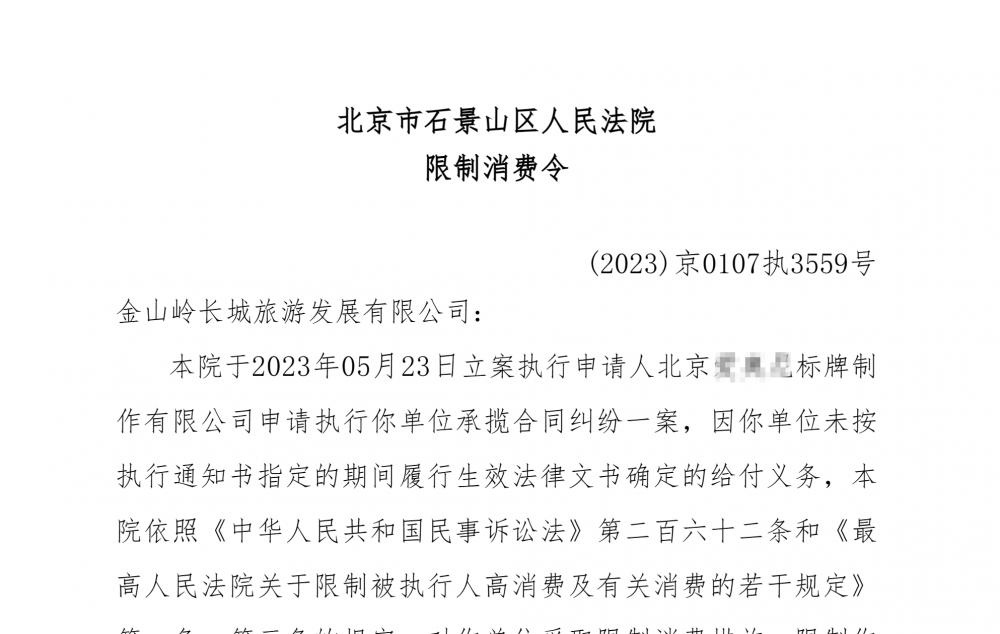 北京市石景山区人民法院
限制消费令
(2023)京0107执3559号
金山岭长城旅游发展有限公司：
本院于2023年05月23日立案执行申请人北京标牌制
作有限公司申请执行你单位承揽合同纠纷一案，因你单位未按
执行通知书指定的期间履行生效法律文书确定的给付义务，本
院依照《中华人民共和国民事诉讼法》第二百六十二条和《最
高人民法院关于限制被执行人高消费及有关消费的若干规定》